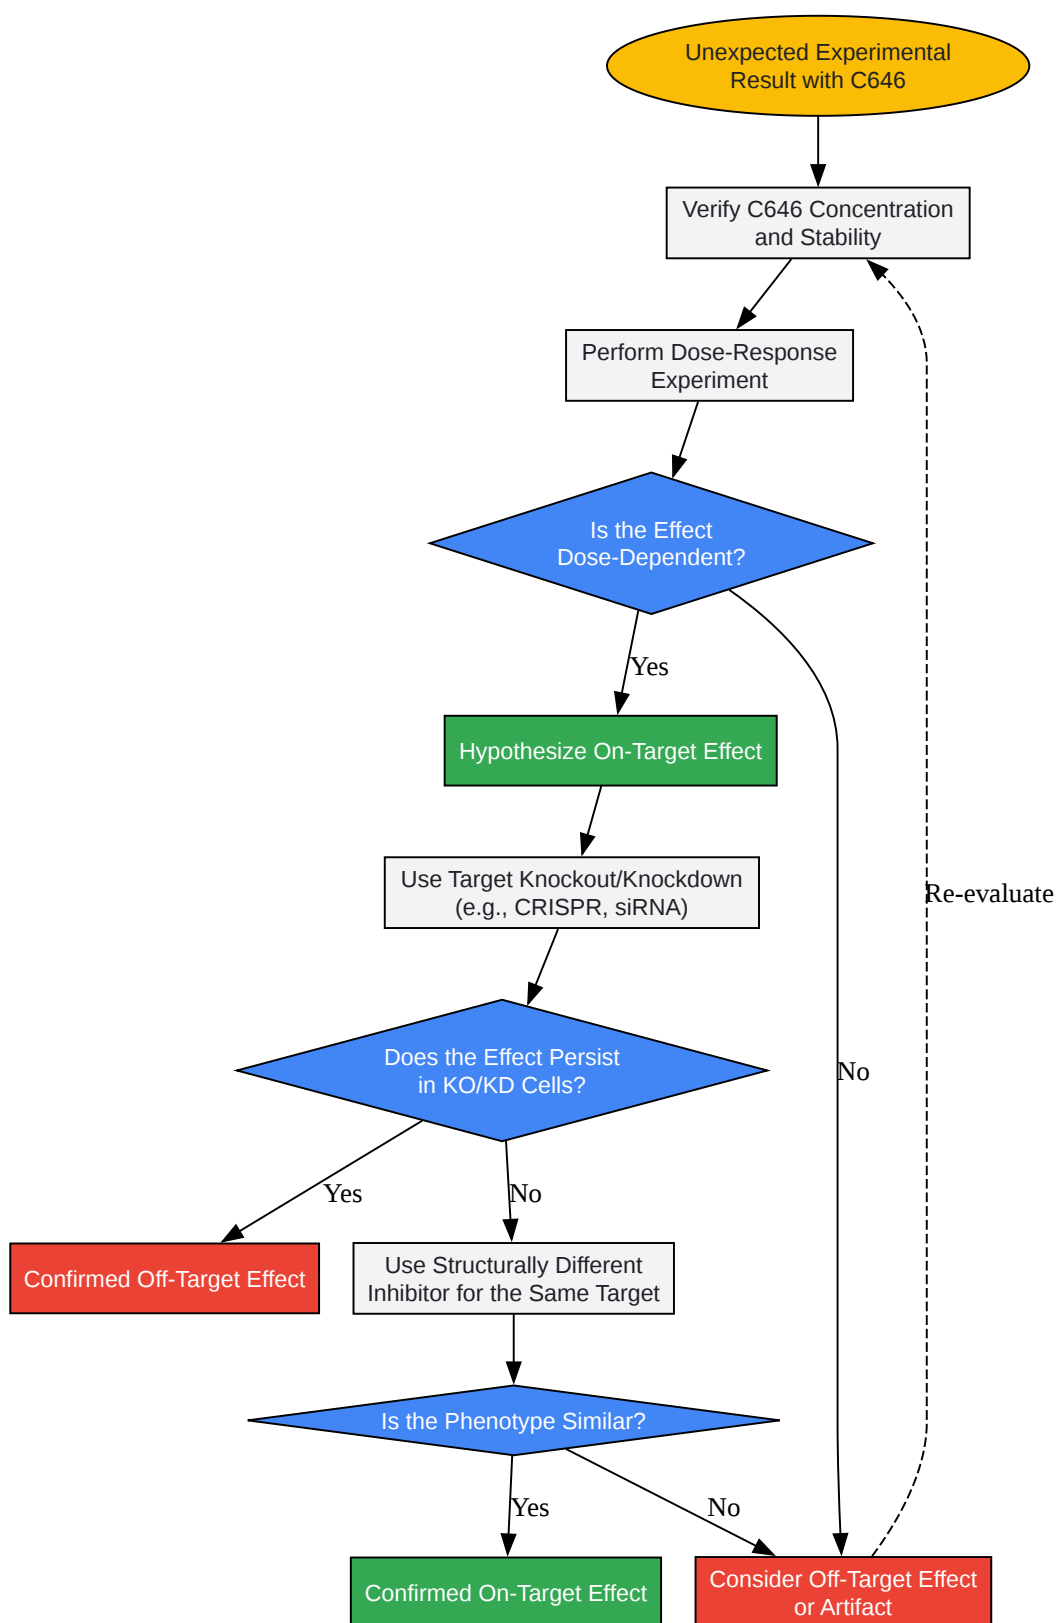 Unexpected Experimental
Result with C646
Verify C646 Concentration
and Stability
Perform Dose-Response
Experiment
Is the Effect
Dose-Dependent?
Yes
Hypothesize On-Target Effect
Use Target Knockout/Knockdown
(e.g., CRISPR, siRNA)
Re-evaluate
Does the Effect Persist
in KO/KD Cells?
No
Yes
No
Confirmed Off-Target Effect
Use Structurally Different
Inhibitor for the Same Target
Is the Phenotype Similar?
Yes
No
Confirmed On-Target Effect
Consider Off-Target Effect
or Artifact